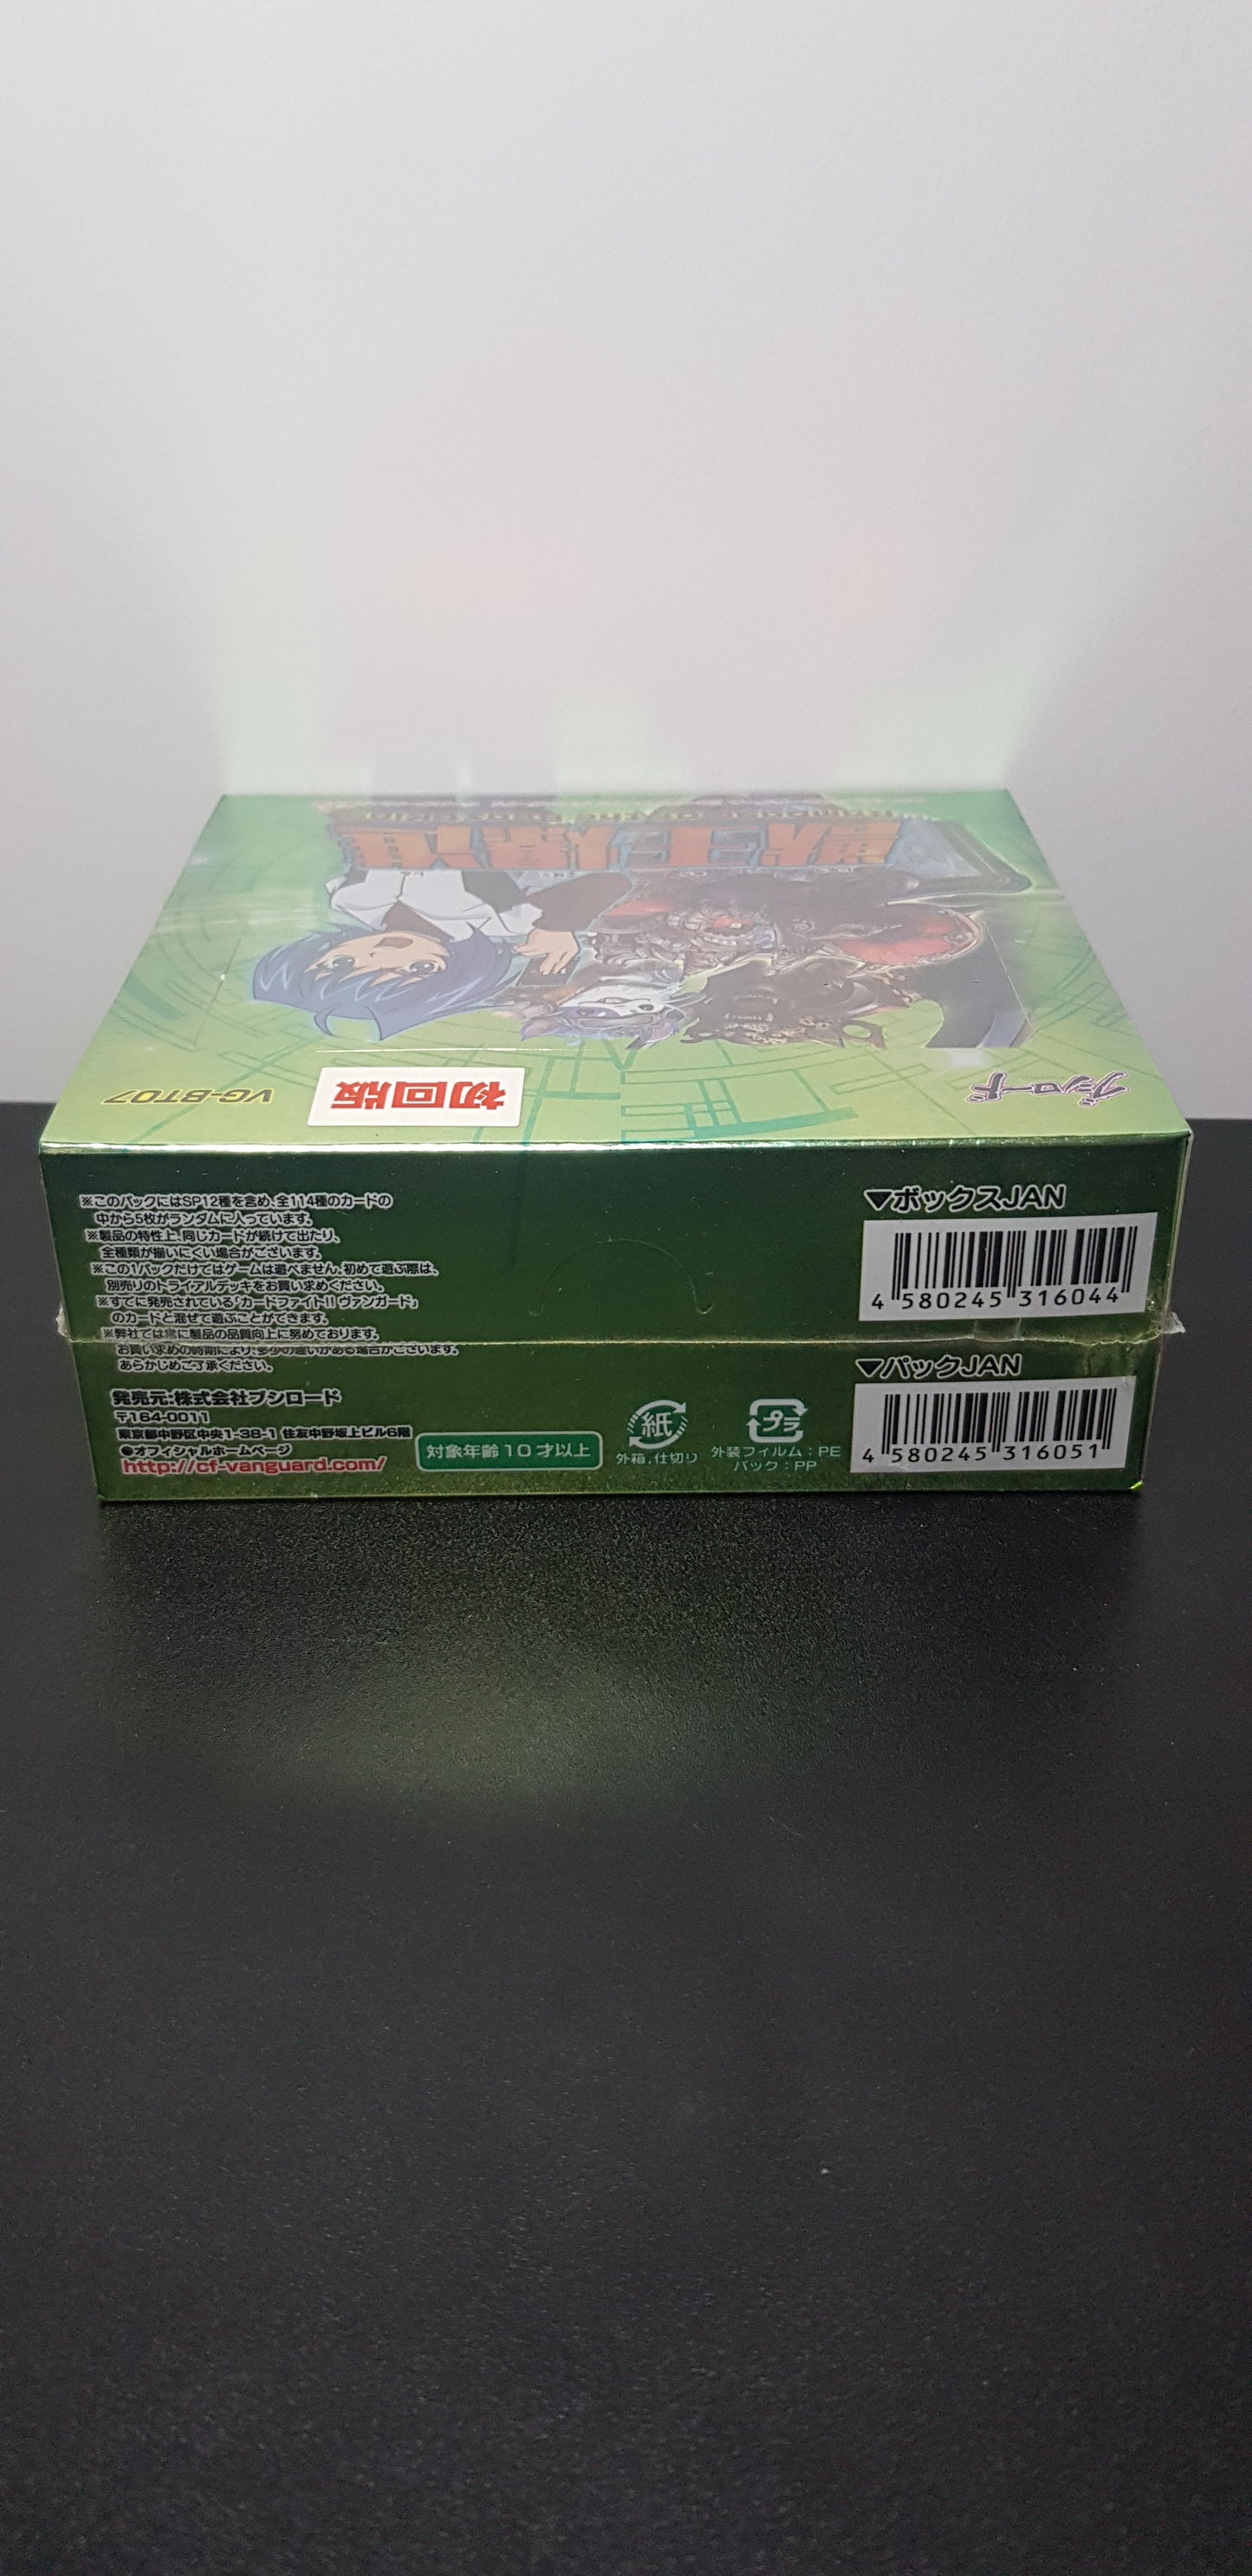 獣王爆進
VG-BT07
初回版
ブシロード
※このパックにはSP12種を含め、全114種のカードの
中から5枚がランダムに入っています。
※製品の特性上、同じカードが続けて出たり、
全種類が揃いにくい場合がございます。
※この1パックだけではゲームは遊べません。初めて遊ぶ際は、
別売りのトライアルデッキをお買い求めください。
※すでに発売されている「カードファイト!! ヴァンガード」
のカードと混ぜて遊ぶことができます。
※弊社では常に製品の品質向上に努めております。
お買い求めの時期により、多少の違いがある場合がございます。
あらかじめご了承ください。
発売元:株式会社ブシロード
〒164-0011
東京都中野区中央1-38-1 住友中野坂上ビル6階
●オフィシャルホームページ
http://cf-vanguard.com/
対象年齢10才以上
紙
外箱、仕切り
プラ
外装フィルム:PE
パック:PP
▼ボックスJAN
4 580245 316044
▼パックJAN
4 580245 316051